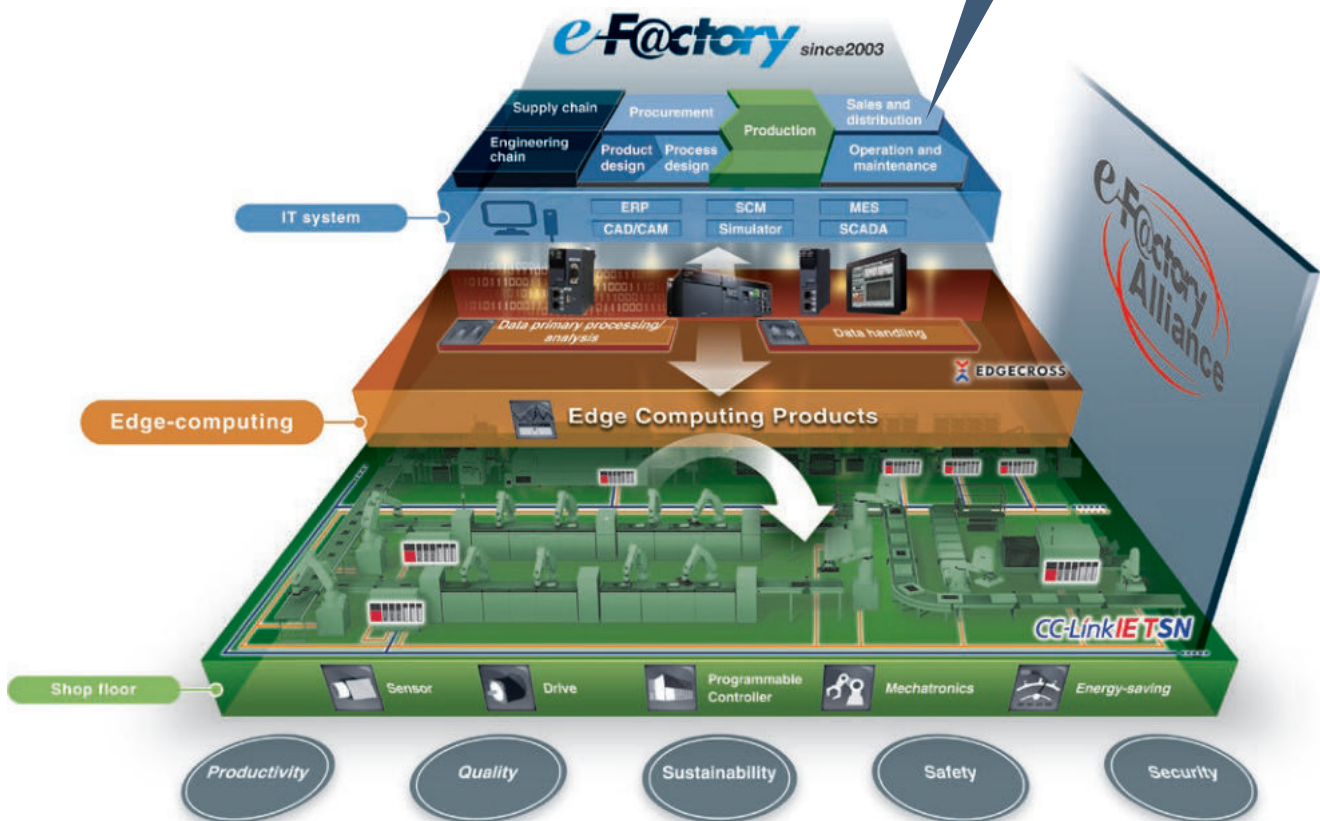 e-F@ctory since2003
Supply chain
Procurement
Production
Sales and
distribution
Engineering
chain
Product
design
Process
design
Operation and
maintenance
IT system
ERP
SCM
MES
CAD/CAM
Simulator
SCADA
Data primary processing/
analysis
Data handling
EDGECROSS
Edge-computing
Edge Computing Products
e-F@ctory
Alliance
CC-Link IE TSN
Shop floor
Sensor
Drive
Programmable
Controller
Mechatronics
Energy-saving
Productivity
Quality
Sustainability
Safety
Security